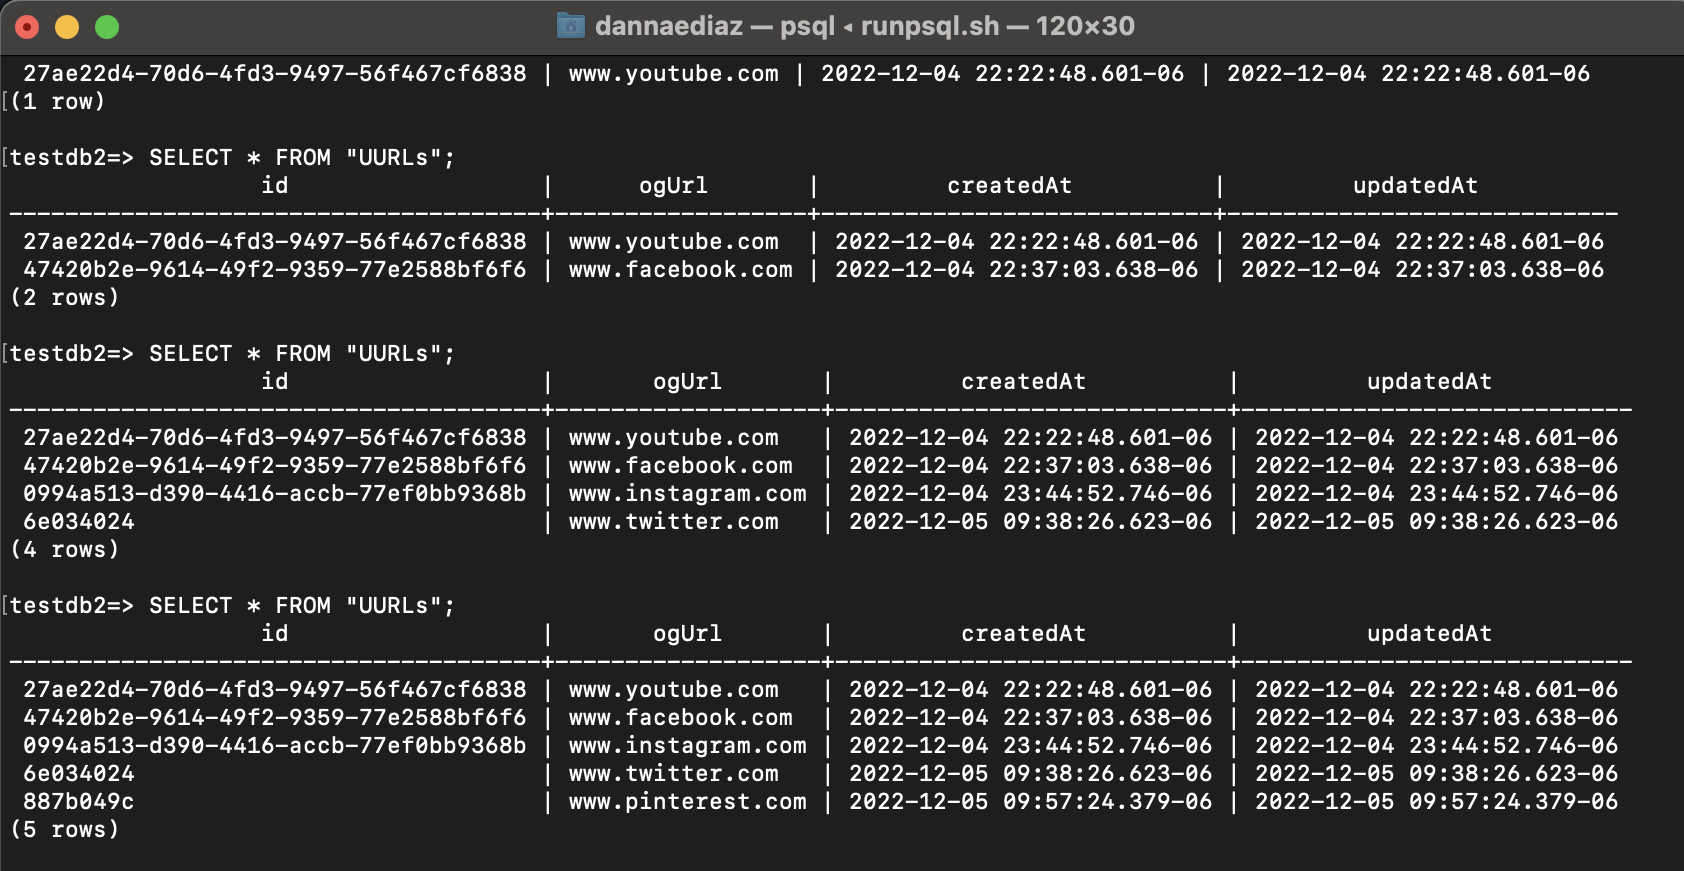 dannaediaz — psql ◂ runpsql.sh — 120×30
27ae22d4-70d6-4fd3-9497-56f467cf6838 | www.youtube.com | 2022-12-04 22:22:48.601-06 | 2022-12-04 22:22:48.601-06
[(1 row)
[testdb2=> SELECT * FROM "UURLs";
id | ogUrl | createdAt | updatedAt
--------------------------------------+-------------------+----------------------------+----------------------------
27ae22d4-70d6-4fd3-9497-56f467cf6838 | www.youtube.com | 2022-12-04 22:22:48.601-06 | 2022-12-04 22:22:48.601-06
47420b2e-9614-49f2-9359-77e2588bf6f6 | www.facebook.com | 2022-12-04 22:37:03.638-06 | 2022-12-04 22:37:03.638-06
(2 rows)
[testdb2=> SELECT * FROM "UURLs";
id | ogUrl | createdAt | updatedAt
--------------------------------------+-------------------+----------------------------+----------------------------
27ae22d4-70d6-4fd3-9497-56f467cf6838 | www.youtube.com | 2022-12-04 22:22:48.601-06 | 2022-12-04 22:22:48.601-06
47420b2e-9614-49f2-9359-77e2588bf6f6 | www.facebook.com | 2022-12-04 22:37:03.638-06 | 2022-12-04 22:37:03.638-06
0994a513-d390-4416-accb-77ef0bb9368b | www.instagram.com | 2022-12-04 23:44:52.746-06 | 2022-12-04 23:44:52.746-06
6e034024 | www.twitter.com | 2022-12-05 09:38:26.623-06 | 2022-12-05 09:38:26.623-06
(4 rows)
[testdb2=> SELECT * FROM "UURLs";
id | ogUrl | createdAt | updatedAt
--------------------------------------+-------------------+----------------------------+----------------------------
27ae22d4-70d6-4fd3-9497-56f467cf6838 | www.youtube.com | 2022-12-04 22:22:48.601-06 | 2022-12-04 22:22:48.601-06
47420b2e-9614-49f2-9359-77e2588bf6f6 | www.facebook.com | 2022-12-04 22:37:03.638-06 | 2022-12-04 22:37:03.638-06
0994a513-d390-4416-accb-77ef0bb9368b | www.instagram.com | 2022-12-04 23:44:52.746-06 | 2022-12-04 23:44:52.746-06
6e034024 | www.twitter.com | 2022-12-05 09:38:26.623-06 | 2022-12-05 09:38:26.623-06
887b049c | www.pinterest.com | 2022-12-05 09:57:24.379-06 | 2022-12-05 09:57:24.379-06
(5 rows)